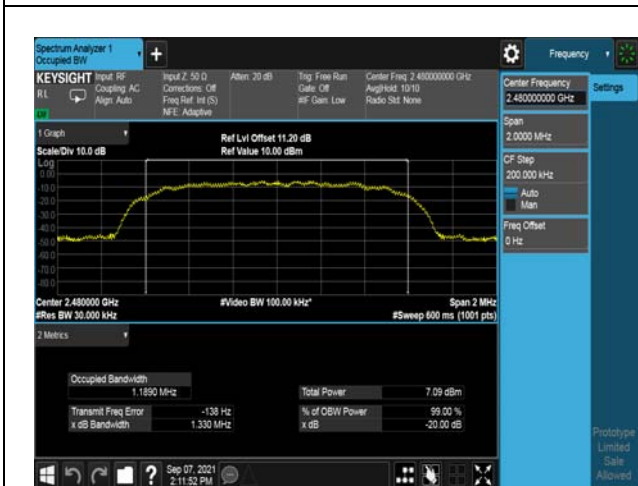 Spectrum Analyzer 1
Occupied BW
+
Frequency
KEYSIGHT
RL
Input: RF
Coupling: AC
Align: Auto
Input Z: 50 Ω
Corrections: Off
Freq Ref: Int (S)
NFE: Adaptive
Atten: 20 dB
Trig: Free Run
Gate: Off
#IF Gain: Low
Center Freq: 2.480000000 GHz
Avg|Hold: 10/10
Radio Std: None
Center Frequency
2.480000000 GHz
Settings
Span
2.0000 MHz
CF Step
200.000 kHz
Auto
Man
Freq Offset
0 Hz
1 Graph
Scale/Div 10.0 dB
Ref Lvl Offset 11.20 dB
Ref Value 10.00 dBm
Log
0.00
-10.0
-20.0
-30.0
-40.0
-50.0
-60.0
-70.0
-80.0
Center 2.480000 GHz
#Video BW 100.00 kHz*
Span 2 MHz
#Res BW 30.000 kHz
#Sweep 600 ms (1001 pts)
2 Metrics
Occupied Bandwidth
1.1890 MHz
Total Power
7.09 dBm
Transmit Freq Error
-138 Hz
% of OBW Power
99.00 %
x dB Bandwidth
1.330 MHz
x dB
-20.00 dB
?
Sep 07, 2021
2:11:52 PM
Prototype
Limited
Sale
Allowed